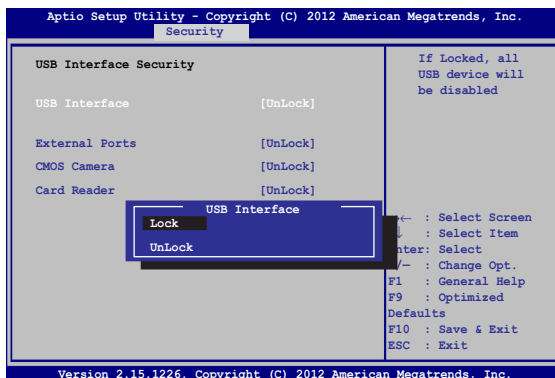 Aptio Setup Utility - Copyright (C) 2012 American Megatrends, Inc.
Security
USB Interface Security
USB Interface [UnLock]
External Ports [UnLock]
CMOS Camera [UnLock]
Card Reader [UnLock]
USB Interface
Lock
UnLock
If Locked, all
USB device will
be disabled
→← : Select Screen
↓ : Select Item
nter: Select
/— : Change Opt.
F1 : General Help
F9 : Optimized
Defaults
F10 : Save & Exit
ESC : Exit
Version 2.15.1226. Copyright (C) 2012 American Megatrends, Inc.